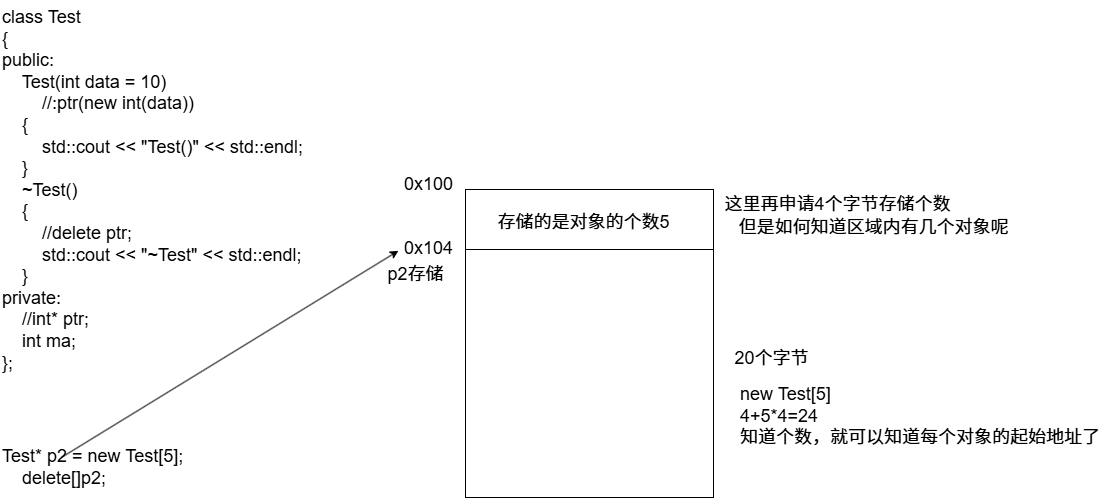 class Test
{
public:
    Test(int data = 10)
        //:ptr(new int(data))
    {
        std::cout << "Test()" << std::endl;
    }
    ~Test()
    {
        //delete ptr;
        std::cout << "~Test" << std::endl;
    }
private:
    //int* ptr;
    int ma;
};
Test* p2 = new Test[5];
    delete[]p2;
0x100
存储的是对象的个数5
0x104
p2存储
这里再申请4个字节存储个数
但是如何知道区域内有几个对象呢
20个字节
new Test[5]
4+5*4=24
知道个数，就可以知道每个对象的起始地址了